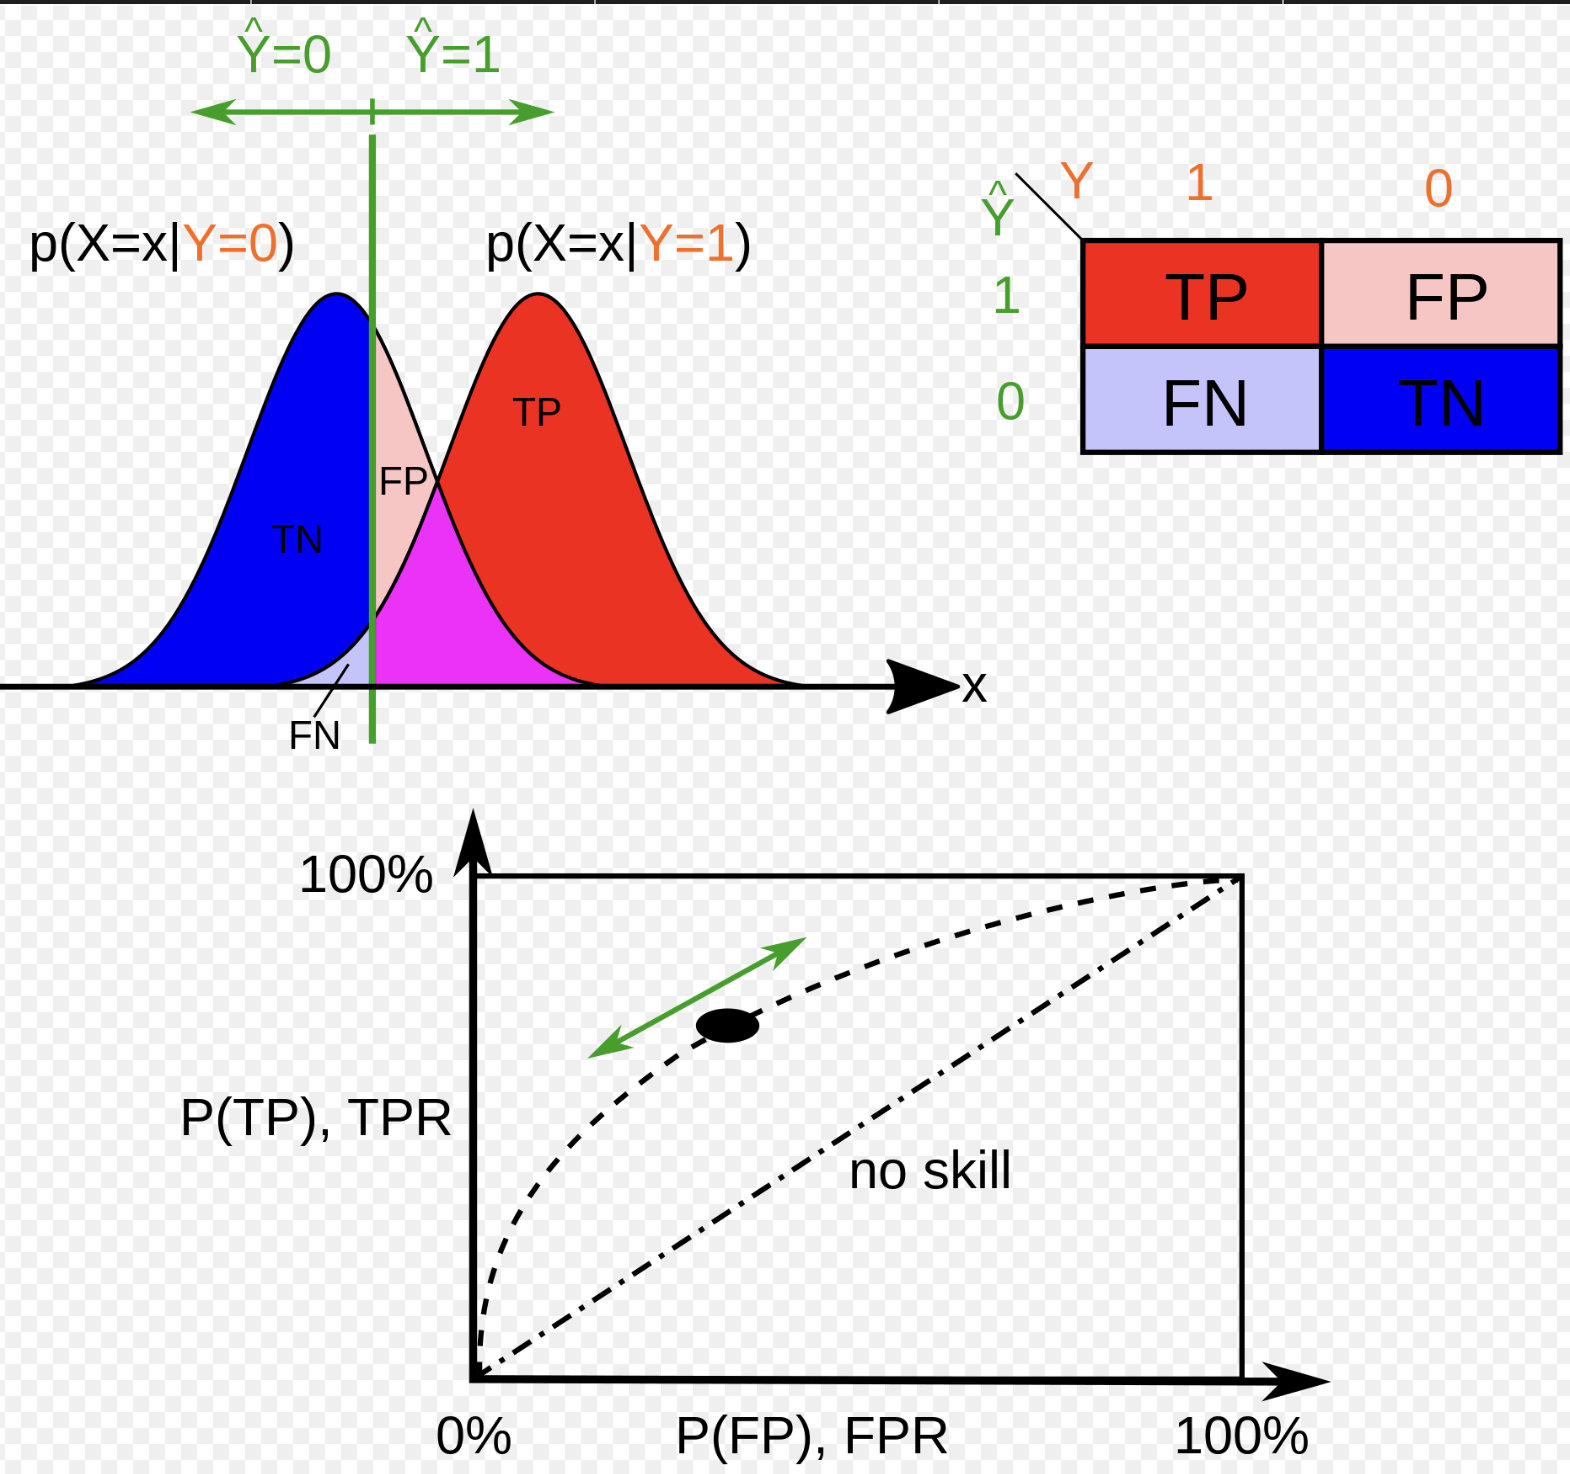 Ŷ=0 Ŷ=1
p(X=x|Y=0) p(X=x|Y=1)
TP
FP
TN
FN
x
Y 1 0
Ŷ
1 TP FP
0 FN TN
100%
P(TP), TPR
no skill
0% P(FP), FPR 100%